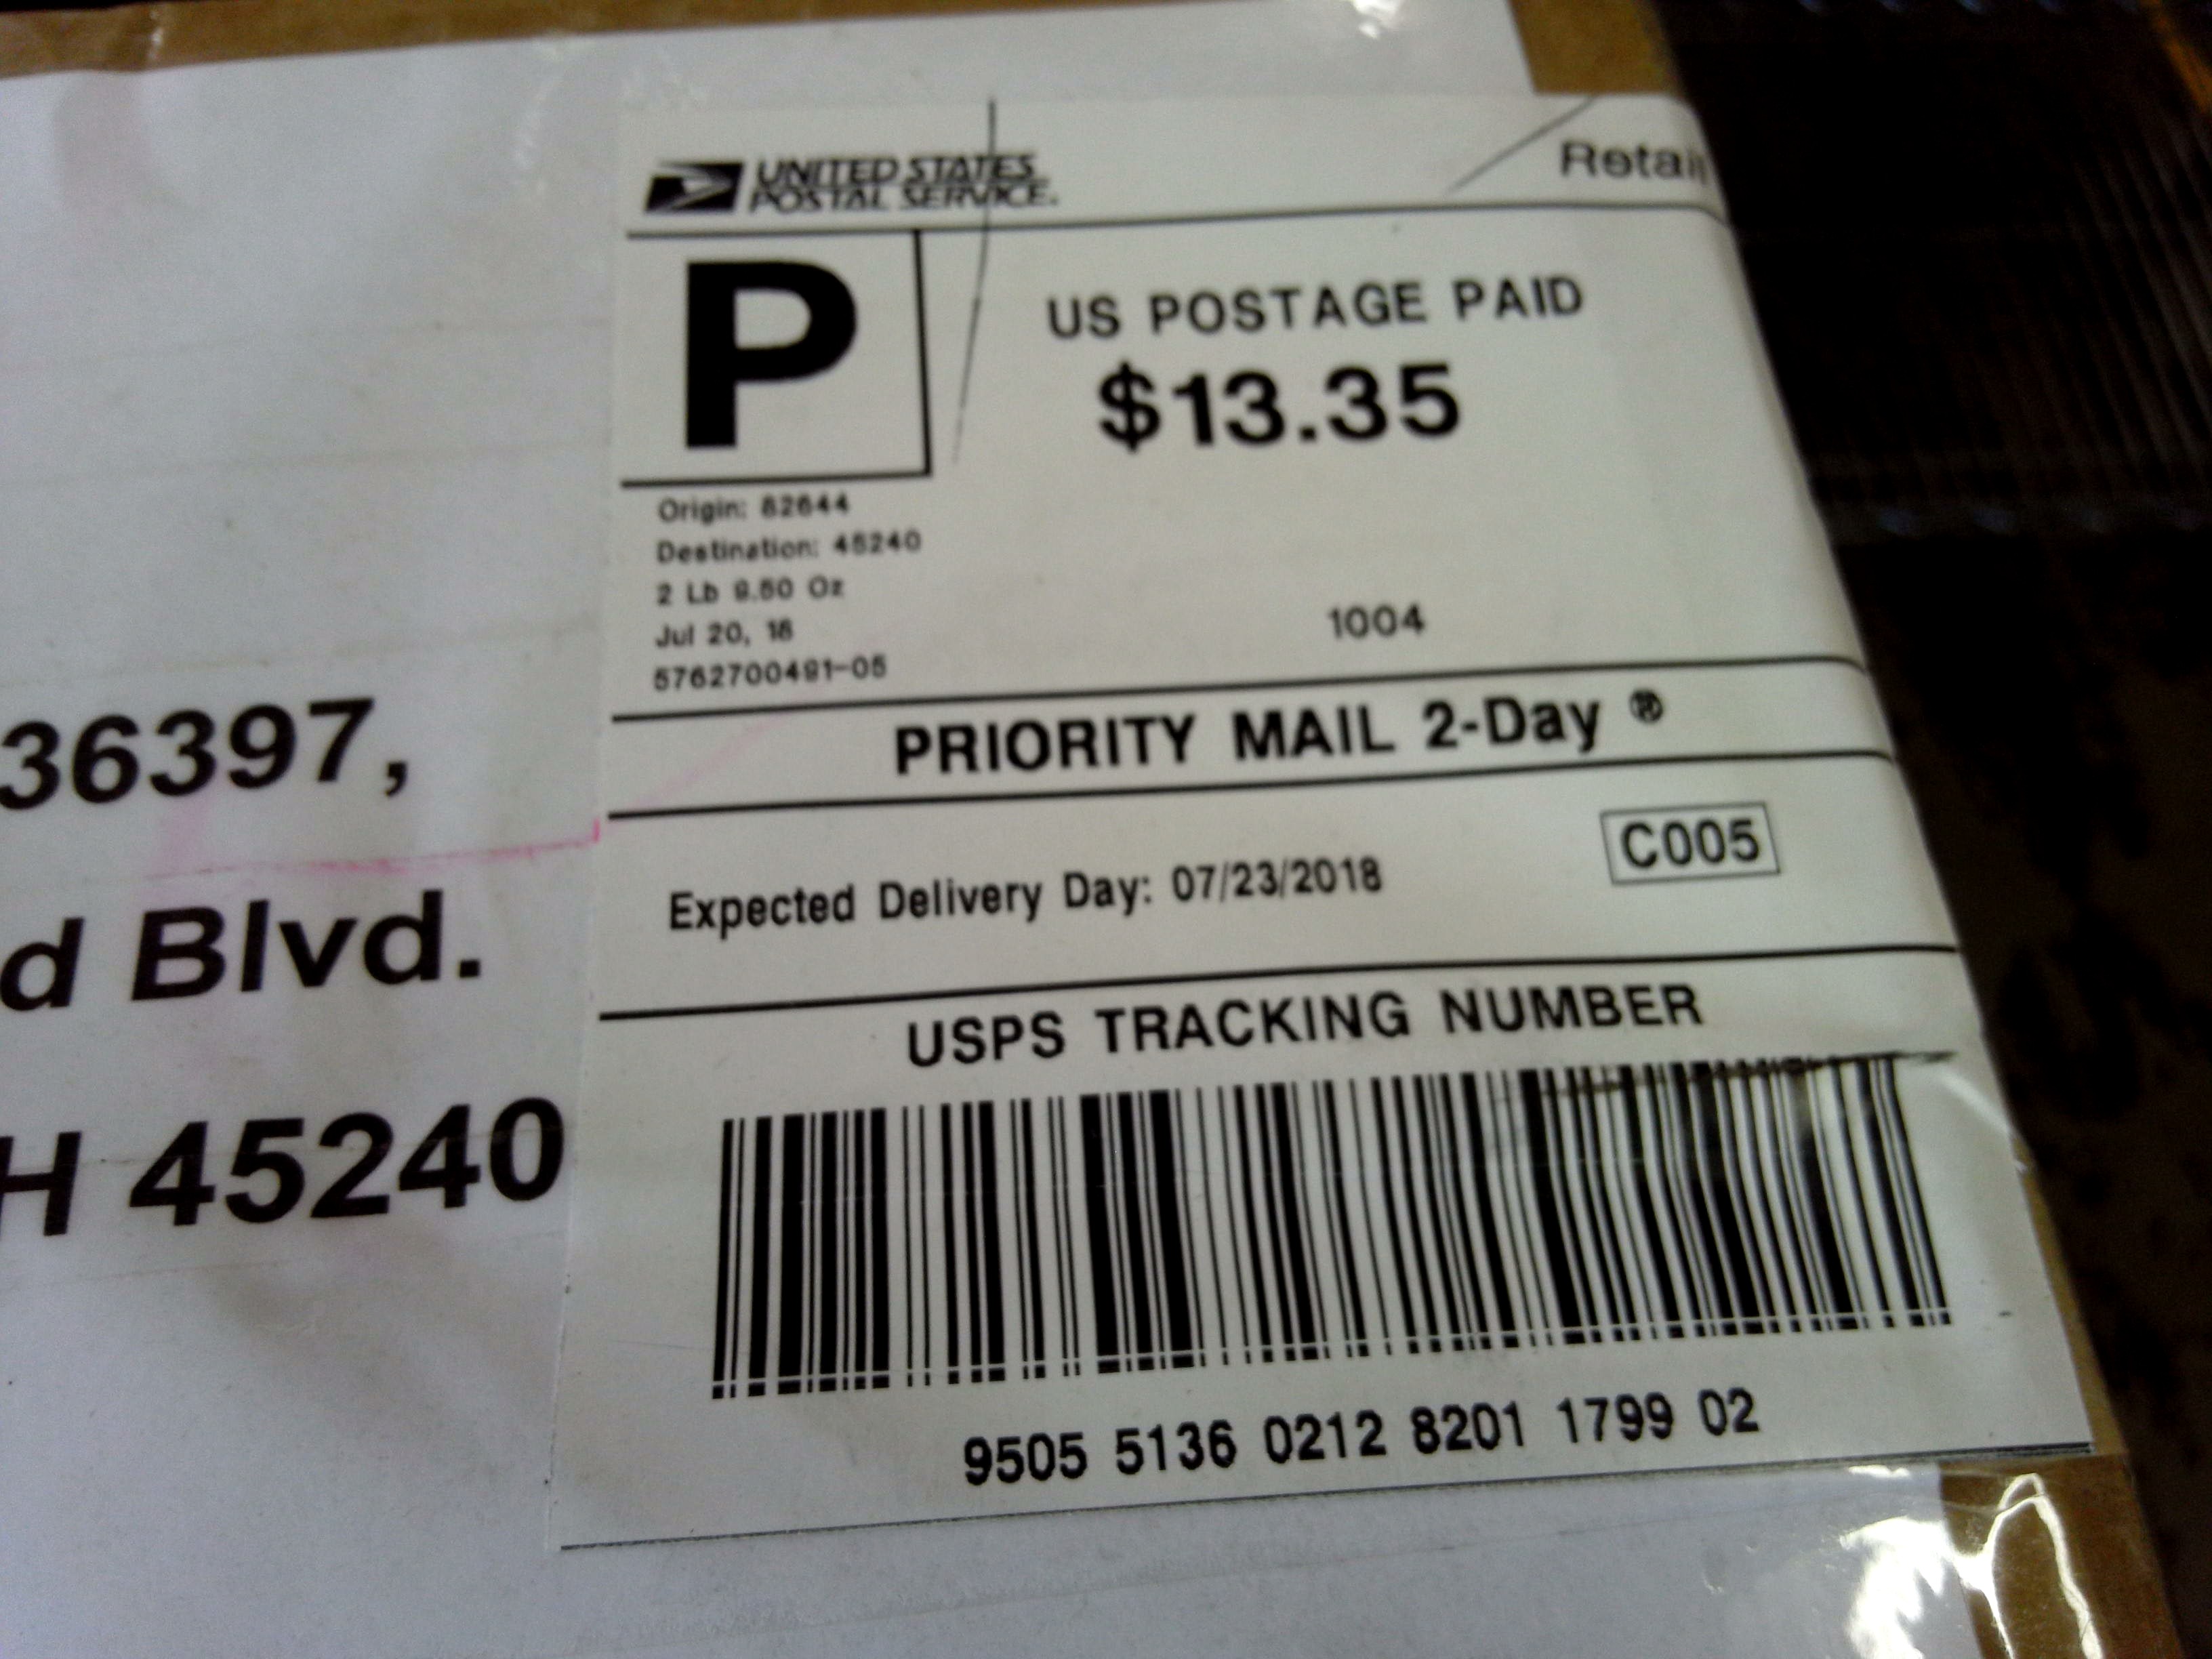 UNITED STATES
POSTAL SERVICE.
Retail
P
US POSTAGE PAID
$13.35
Origin: 82644
Destination: 45240
2 Lb 9.50 Oz
Jul 20, 18
5762700491-05
1004
PRIORITY MAIL 2-Day ®
C005
Expected Delivery Day: 07/23/2018
USPS TRACKING NUMBER
9505 5136 0212 8201 1799 02
36397,
d Blvd.
H 45240